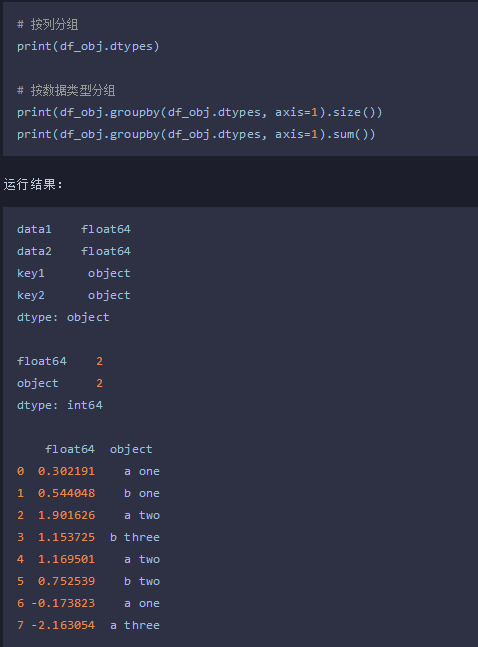 # 按列分组
print(df_obj.dtypes)
# 按数据类型分组
print(df_obj.groupby(df_obj.dtypes, axis=1).size())
print(df_obj.groupby(df_obj.dtypes, axis=1).sum())
运行结果：
data1    float64
data2    float64
key1      object
key2      object
dtype: object
float64    2
object     2
dtype: int64
    float64  object
0  0.302191    a one
1  0.544048    b one
2  1.901626    a two
3  1.153725  b three
4  1.169501    a two
5  0.752539    b two
6 -0.173823    a one
7 -2.163054  a three